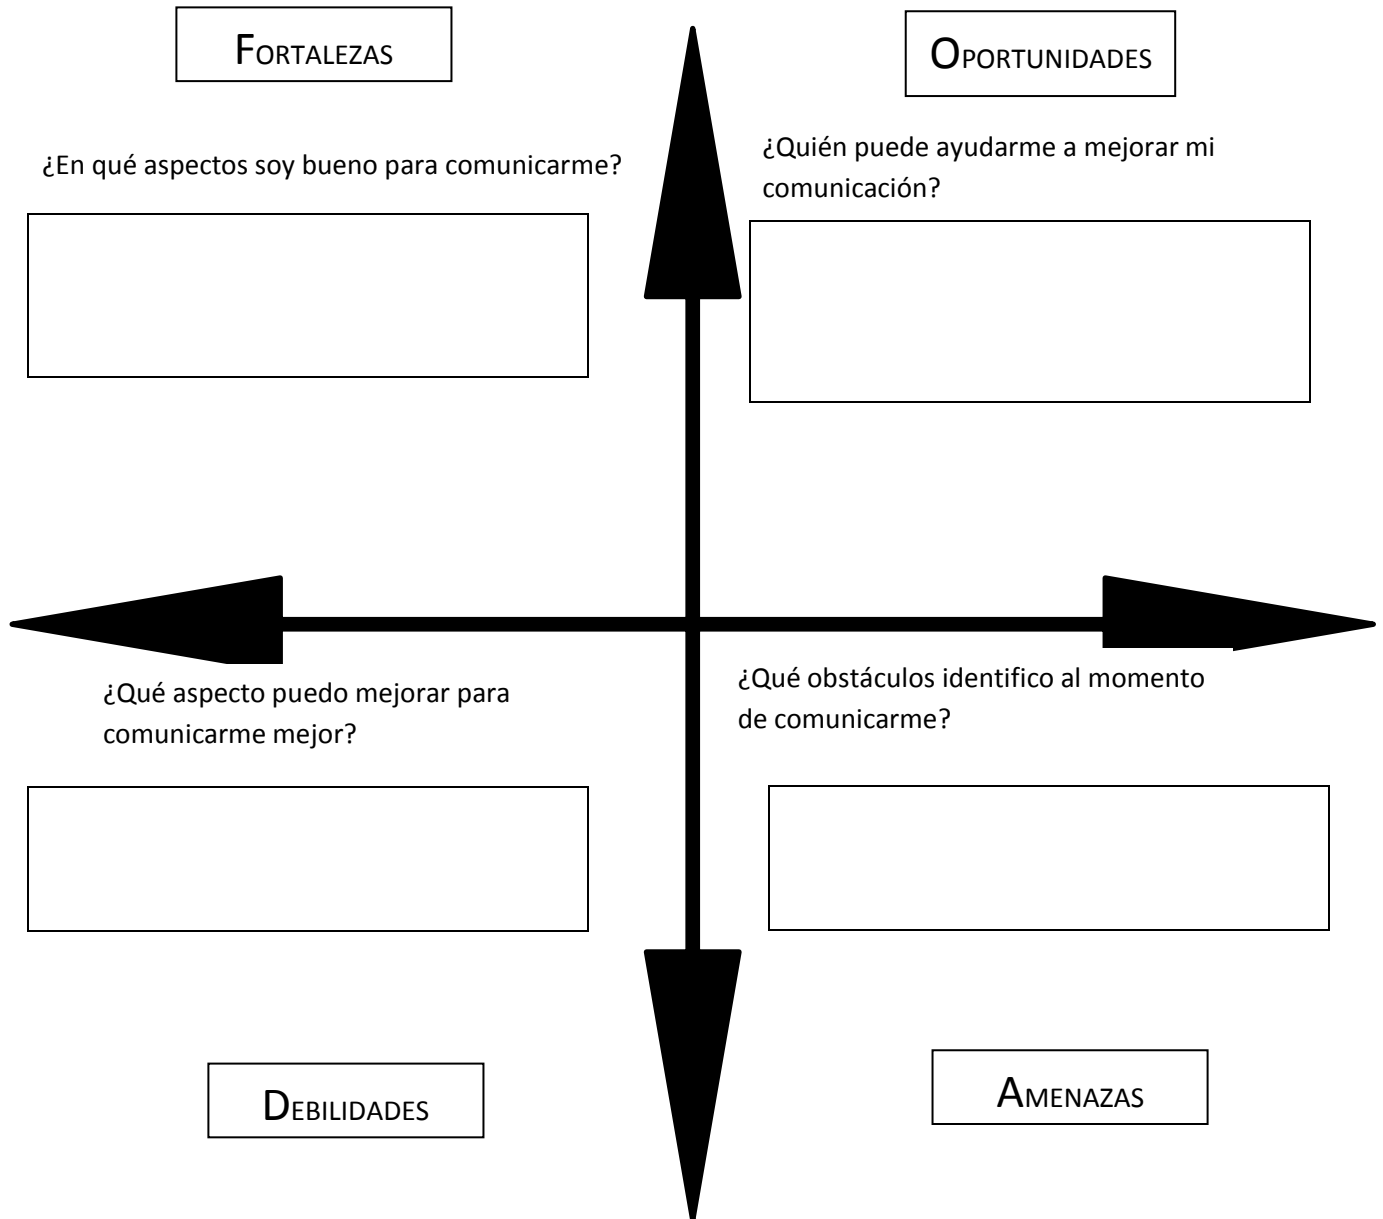 FORTALEZAS
OPORTUNIDADES
¿En qué aspectos soy bueno para comunicarme?
¿Quién puede ayudarme a mejorar mi
comunicación?
¿Qué aspecto puedo mejorar para
comunicarme mejor?
¿Qué obstáculos identifico al momento
de comunicarme?
DEBILIDADES
AMENAZAS